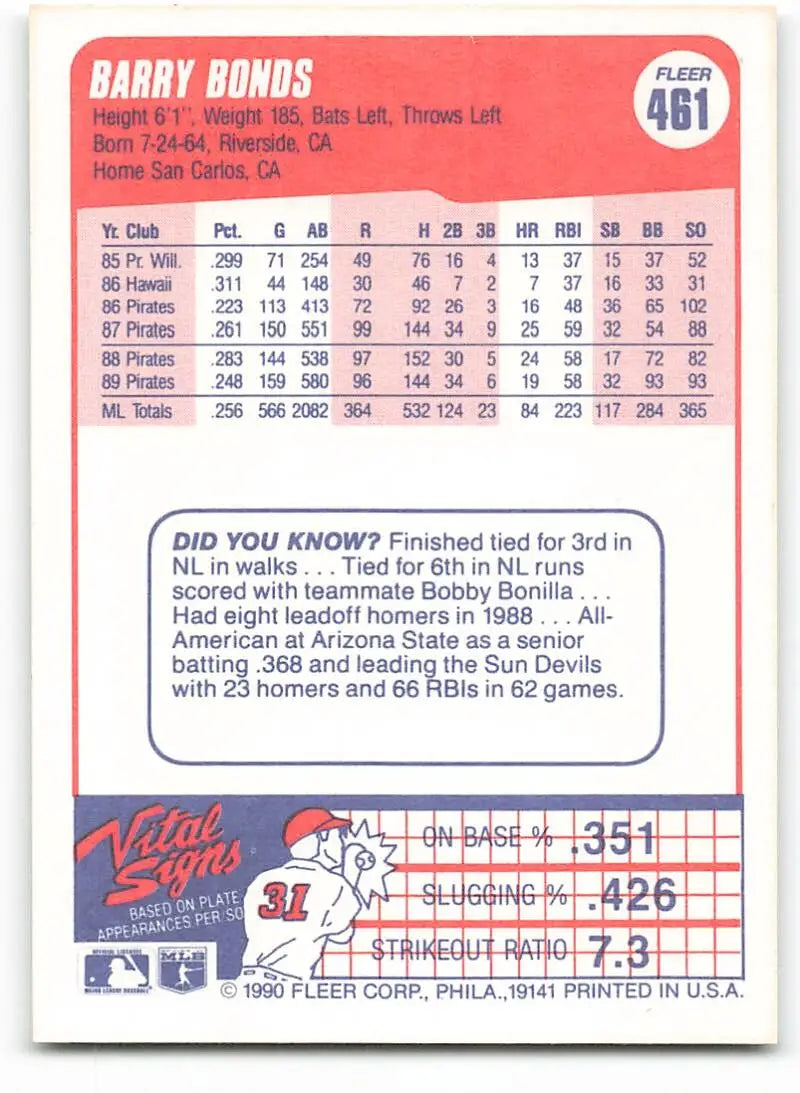 BARRY BONDS
FLEER
461
Height 6'1", Weight 185, Bats Left, Throws Left
Born 7-24-64, Riverside, CA
Home San Carlos, CA
Yr. Club Pct. G AB R H 2B 3B HR RBI SB BB SO
85 Pr. Will. .299 71 254 49 76 16 4 13 37 15 37 52
86 Hawaii .311 44 148 30 46 7 2 7 37 16 33 31
86 Pirates .223 113 413 72 92 26 3 16 48 36 65 102
87 Pirates .261 150 551 99 144 34 9 25 59 32 54 88
88 Pirates .283 144 538 97 152 30 5 24 58 17 72 82
89 Pirates .248 159 580 96 144 34 6 19 58 32 93 93
ML Totals .256 566 2082 364 532 124 23 84 223 117 284 365
DID YOU KNOW? Finished tied for 3rd in
NL in walks . . . Tied for 6th in NL runs
scored with teammate Bobby Bonilla . . .
Had eight leadoff homers in 1988 . . . All-
American at Arizona State as a senior
batting .368 and leading the Sun Devils
with 23 homers and 66 RBIs in 62 games.
Vital
Signs
BASED ON PLATE
APPEARANCES PER SO
31
ON BASE % .351
SLUGGING % .426
STRIKEOUT RATIO 7.3
OFFICIAL LICENSEE
MAJOR LEAGUE BASEBALL
MLB
© 1990 FLEER CORP., PHILA.,19141 PRINTED IN U.S.A.